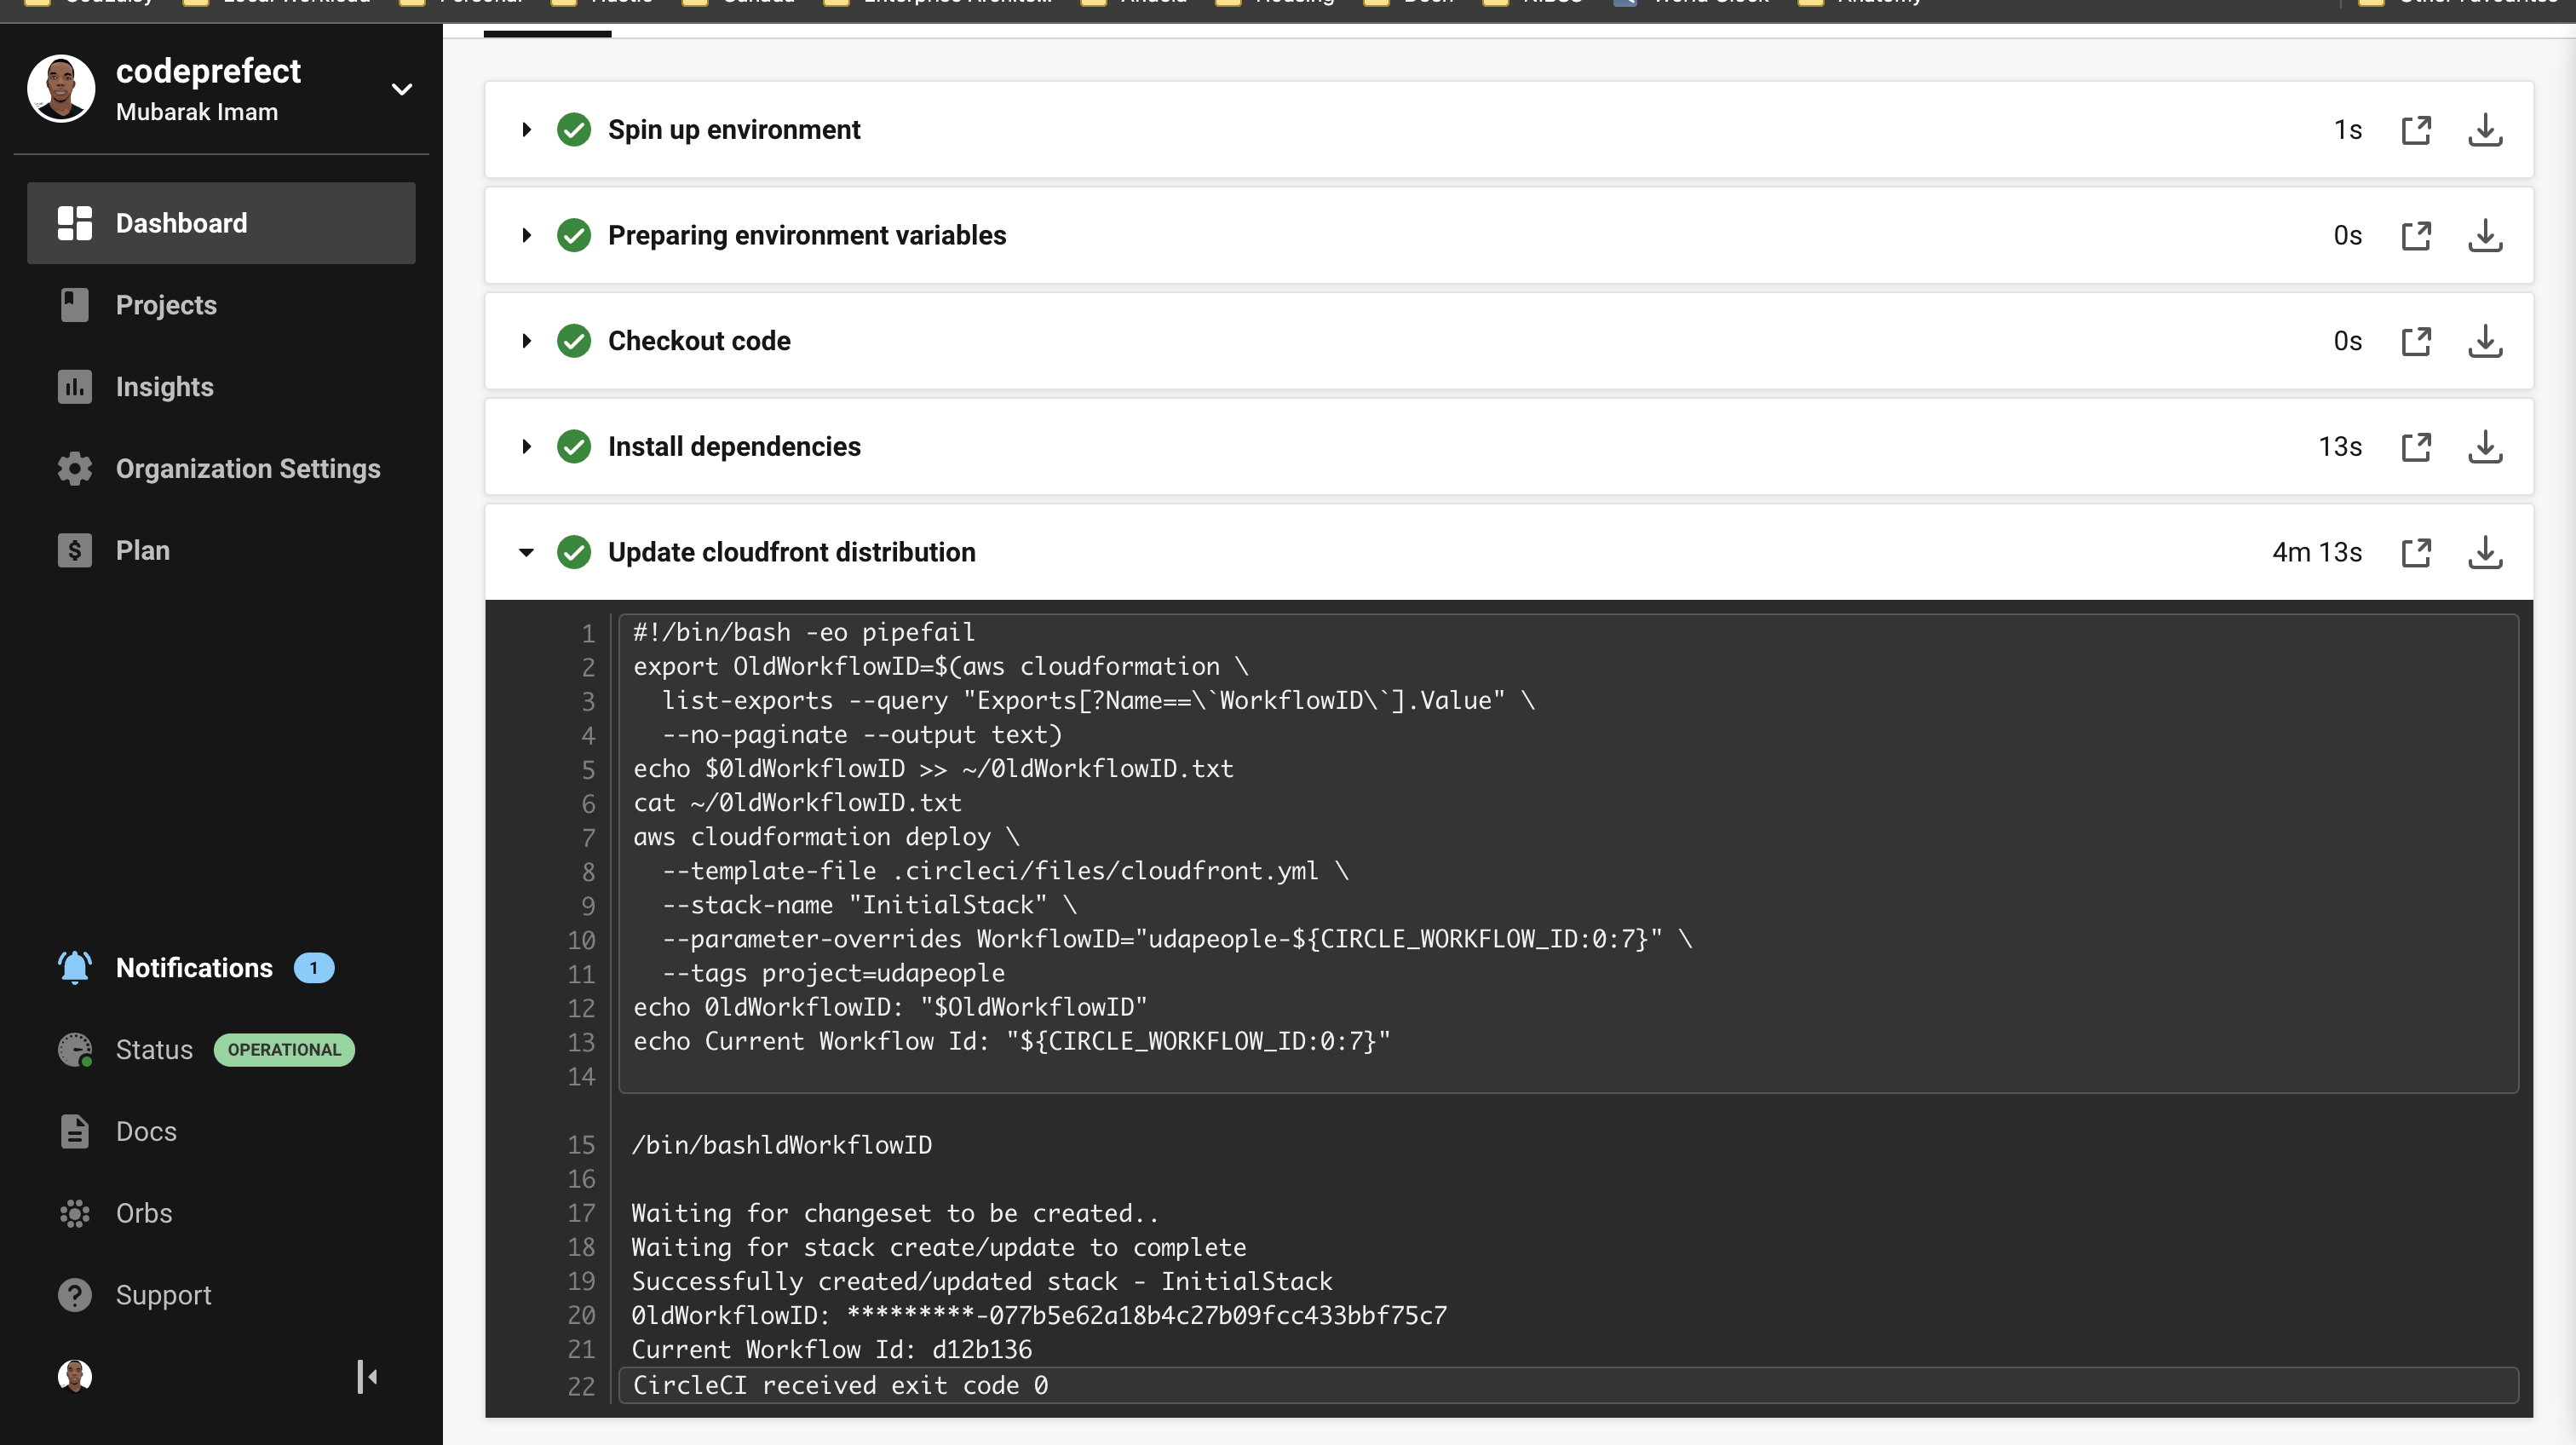 codeprefect
Mubarak Imam
Dashboard
Projects
Insights
Organization Settings
Plan
Notifications 1
Status OPERATIONAL
Docs
Orbs
Support
Spin up environment 1s
Preparing environment variables 0s
Checkout code 0s
Install dependencies 13s
Update cloudfront distribution 4m 13s
1 #!/bin/bash -eo pipefail
2 export OldWorkflowID=$(aws cloudformation \
3 list-exports --query "Exports[?Name==\`WorkflowID\`].Value" \
4 --no-paginate --output text)
5 echo $0ldWorkflowID >> ~/0ldWorkflowID.txt
6 cat ~/0ldWorkflowID.txt
7 aws cloudformation deploy \
8 --template-file .circleci/files/cloudfront.yml \
9 --stack-name "InitialStack" \
10 --parameter-overrides WorkflowID="udapeople-${CIRCLE_WORKFLOW_ID:0:7}" \
11 --tags project=udapeople
12 echo 0ldWorkflowID: "$OldWorkflowID"
13 echo Current Workflow Id: "${CIRCLE_WORKFLOW_ID:0:7}"
14
15 /bin/bashldWorkflowID
16
17 Waiting for changeset to be created..
18 Waiting for stack create/update to complete
19 Successfully created/updated stack - InitialStack
20 0ldWorkflowID: *********-077b5e62a18b4c27b09fcc433bbf75c7
21 Current Workflow Id: d12b136
22 CircleCI received exit code 0